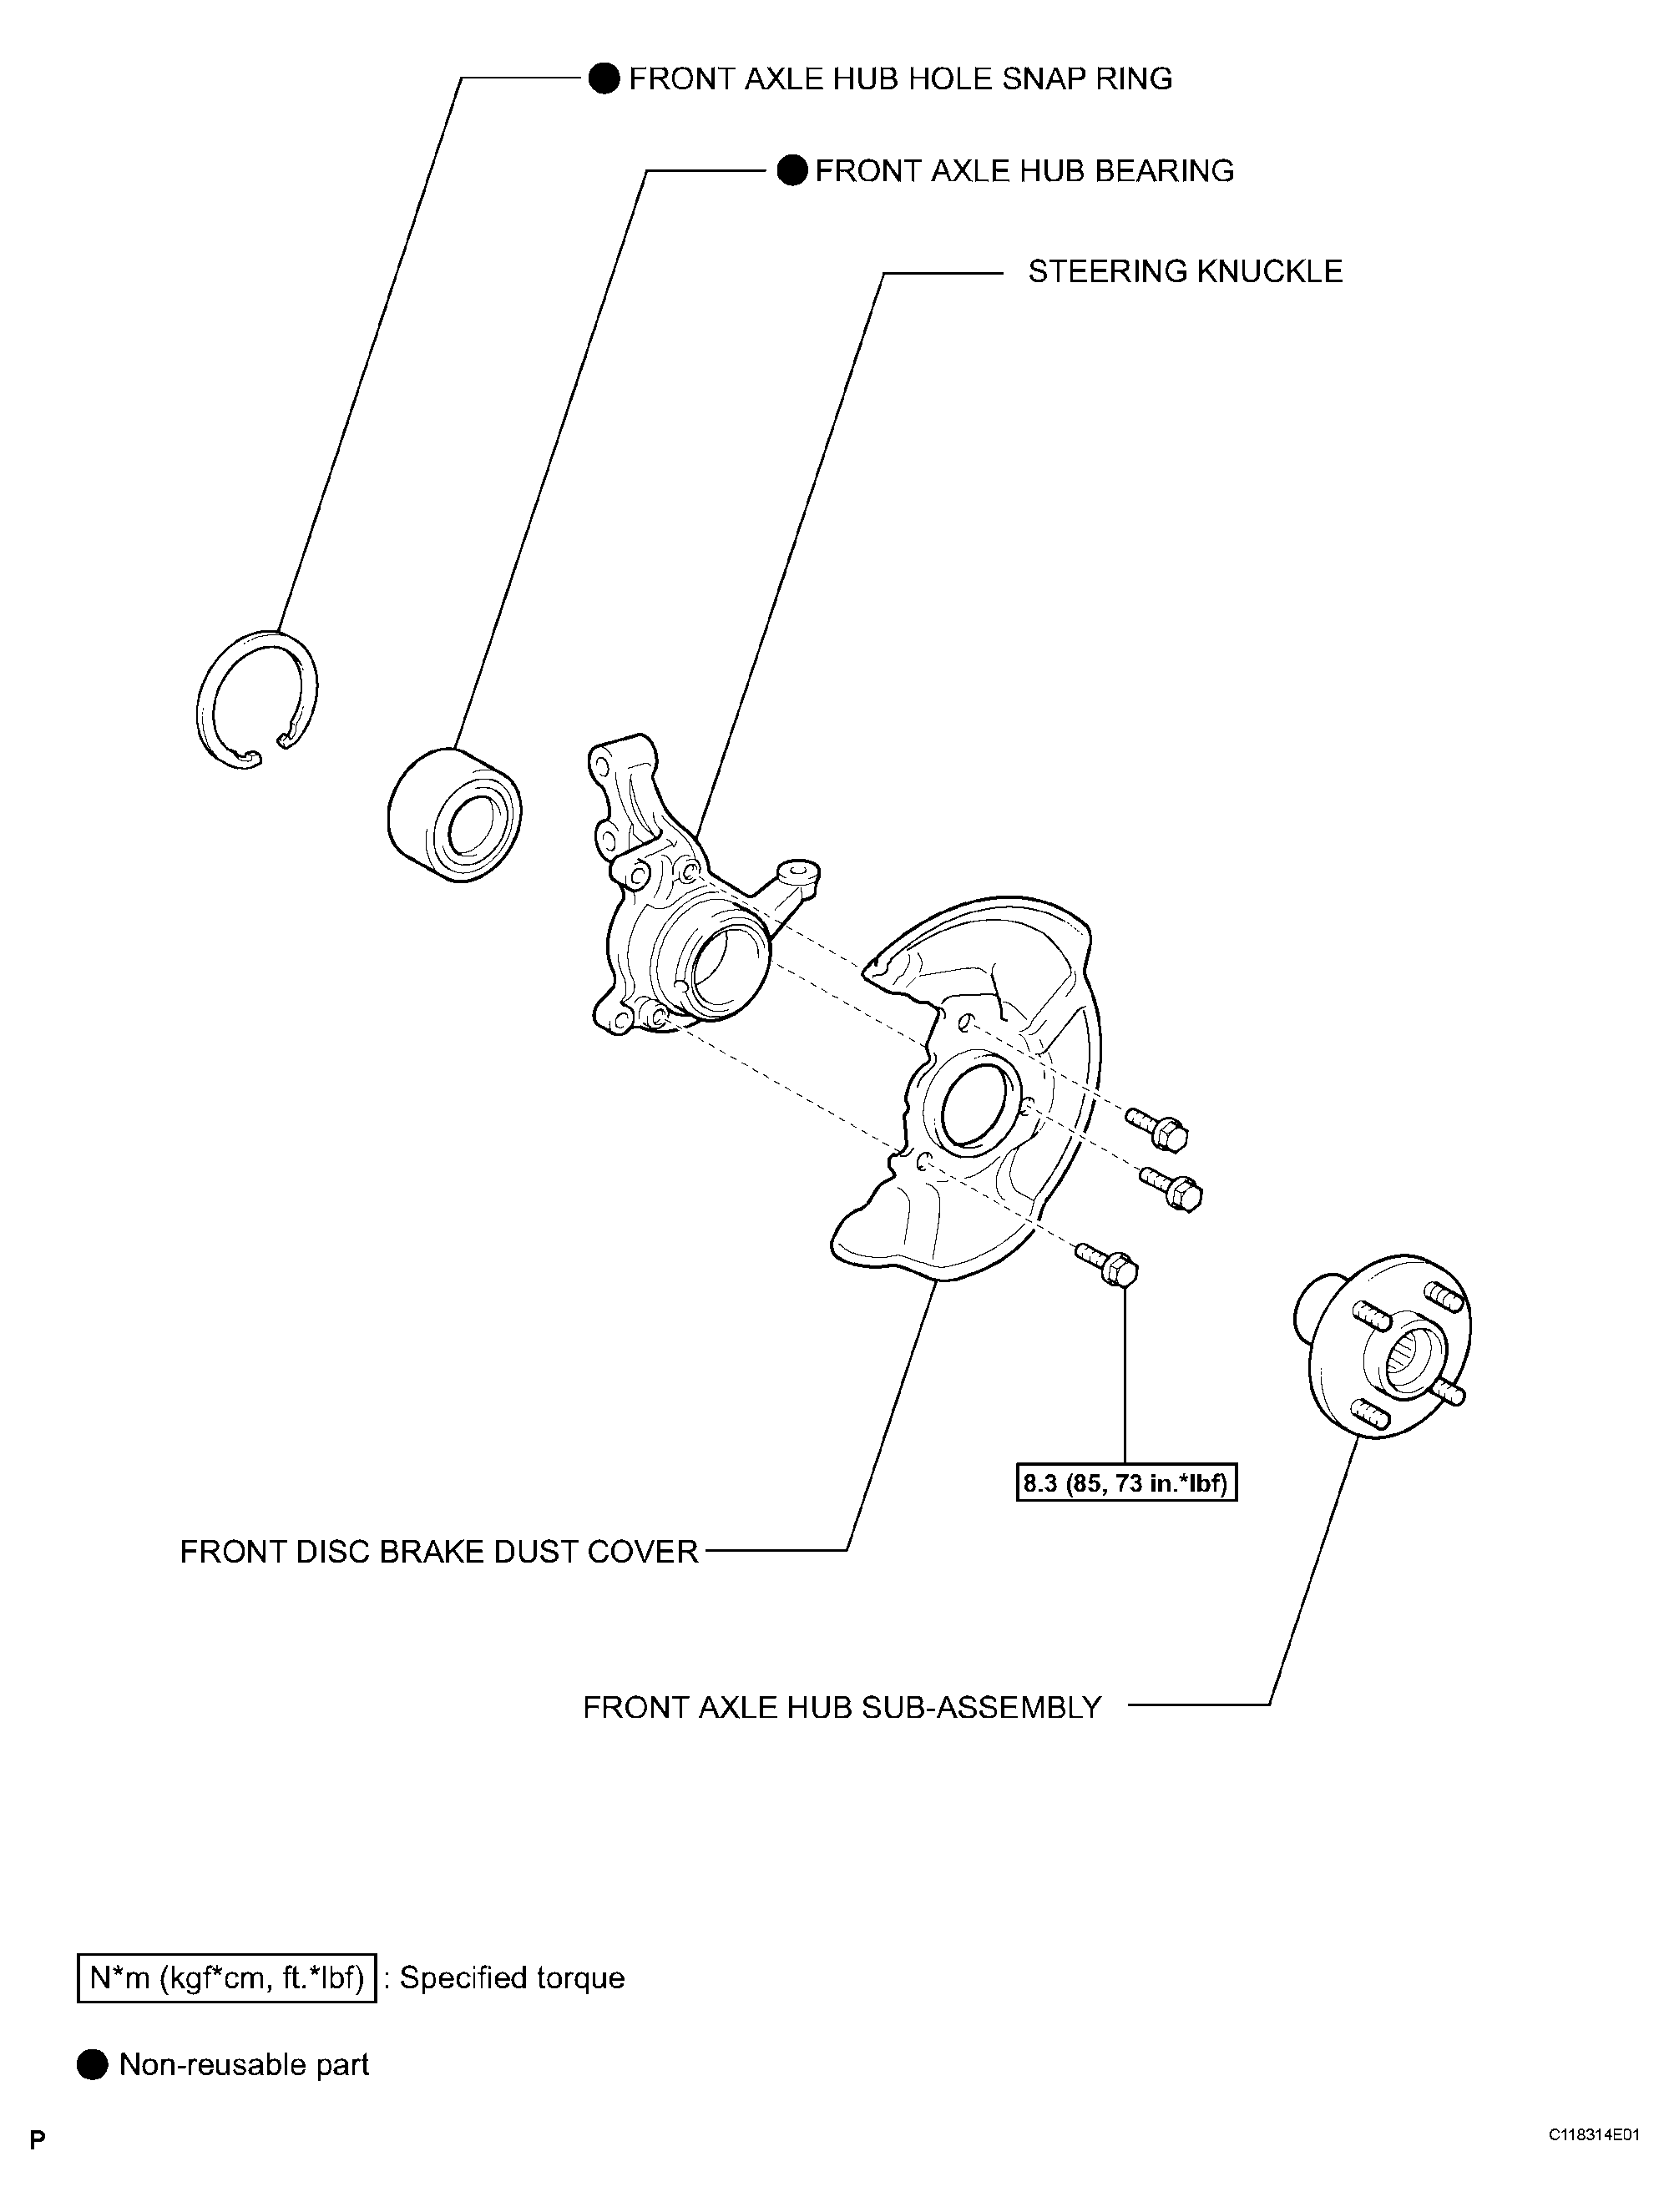 ● FRONT AXLE HUB HOLE SNAP RING
● FRONT AXLE HUB BEARING
STEERING KNUCKLE
8.3 (85, 73 in.*lbf)
FRONT DISC BRAKE DUST COVER
FRONT AXLE HUB SUB-ASSEMBLY
N*m (kgf*cm, ft.*lbf) : Specified torque
● Non-reusable part
P
C118314E01